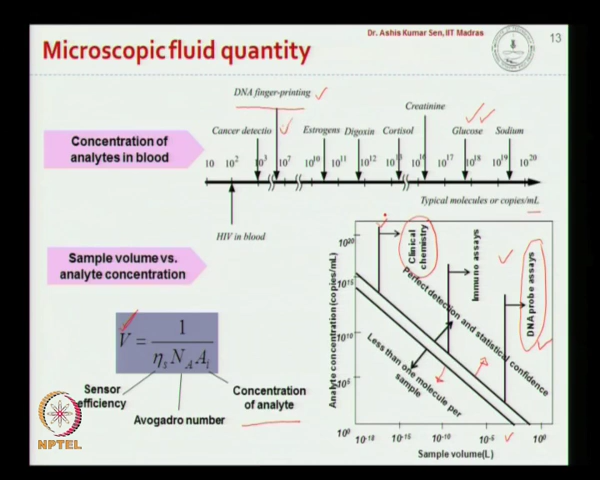 Dr. Ashis Kumar Sen, IIT Madras
13
Microscopic fluid quantity
DNA finger-printing
Creatinine
Cancer detectio
Estrogens Digoxin Cortisol
Glucose Sodium
Concentration of
analytes in blood
10 10² 10³ 10⁷ 10¹⁰ 10¹¹ 10¹² 10¹⁵ 10¹⁶ 10¹⁷ 10¹⁸ 10¹⁹ 10²⁰
Typical molecules or copies/mL
HIV in blood
Sample volume vs.
analyte concentration
V = 1 / η_s N_A A_i
Sensor
efficiency
Avogadro number
Concentration
of analyte
NPTEL
Analyte concentration (copies/mL)
10²⁰
10¹⁵
10¹⁰
10⁵
10⁰
Clinical
chemistry
Immuno assays
DNA probe assays
Perfect detection and statistical confidence
Less than one molecule per
sample
10⁻¹⁵ 10⁻¹⁰ 10⁻⁵ 10⁰
Sample volume(L)